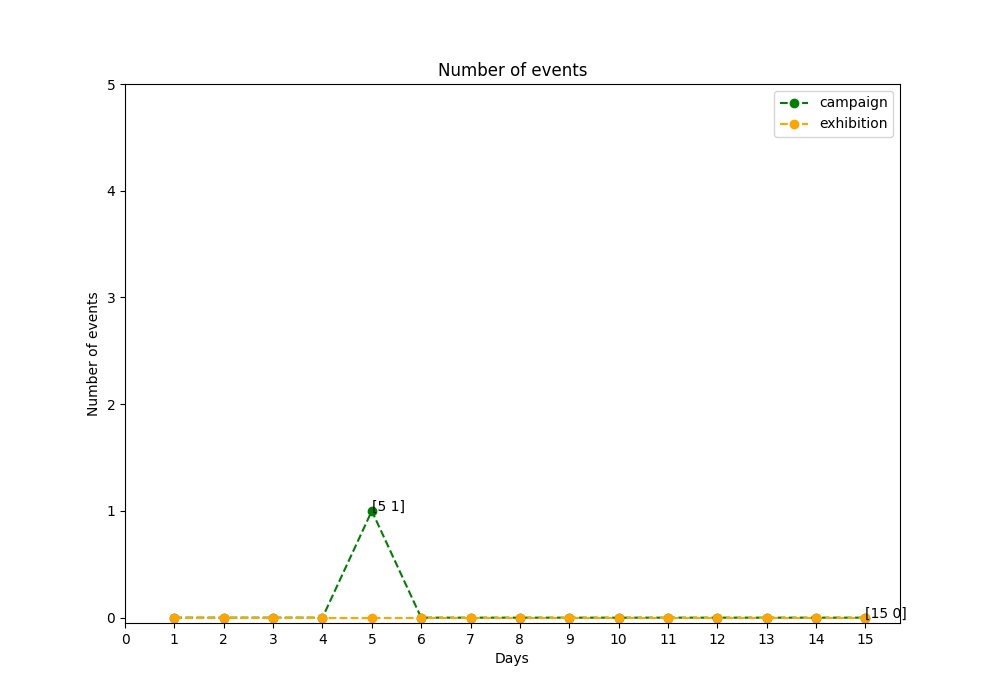 Number of events
campaign
exhibition
5
4
3
2
1
0
Number of events
[5 1]
[15 0]
0 1 2 3 4 5 6 7 8 9 10 11 12 13 14 15
Days